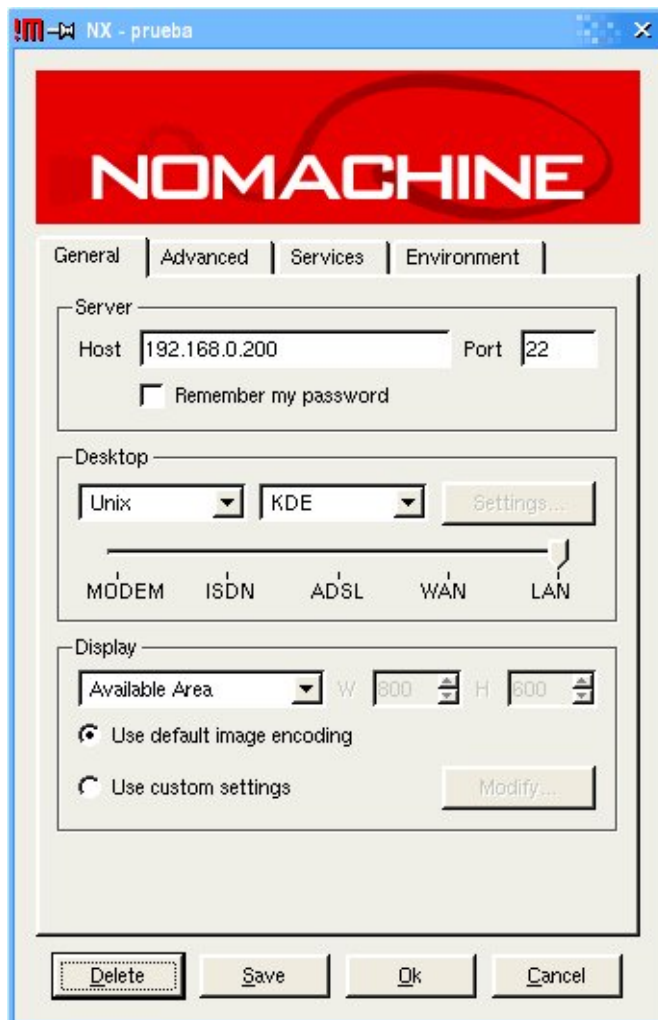 !M NX - prueba
NOMACHINE
General Advanced Services Environment
Server
Host 192.168.0.200 Port 22
Remember my password
Desktop
Unix KDE Settings...
MODEM ISDN ADSL WAN LAN
Display
Available Area W 800 H 600
Use default image encoding
Use custom settings Modify...
Delete Save Ok Cancel